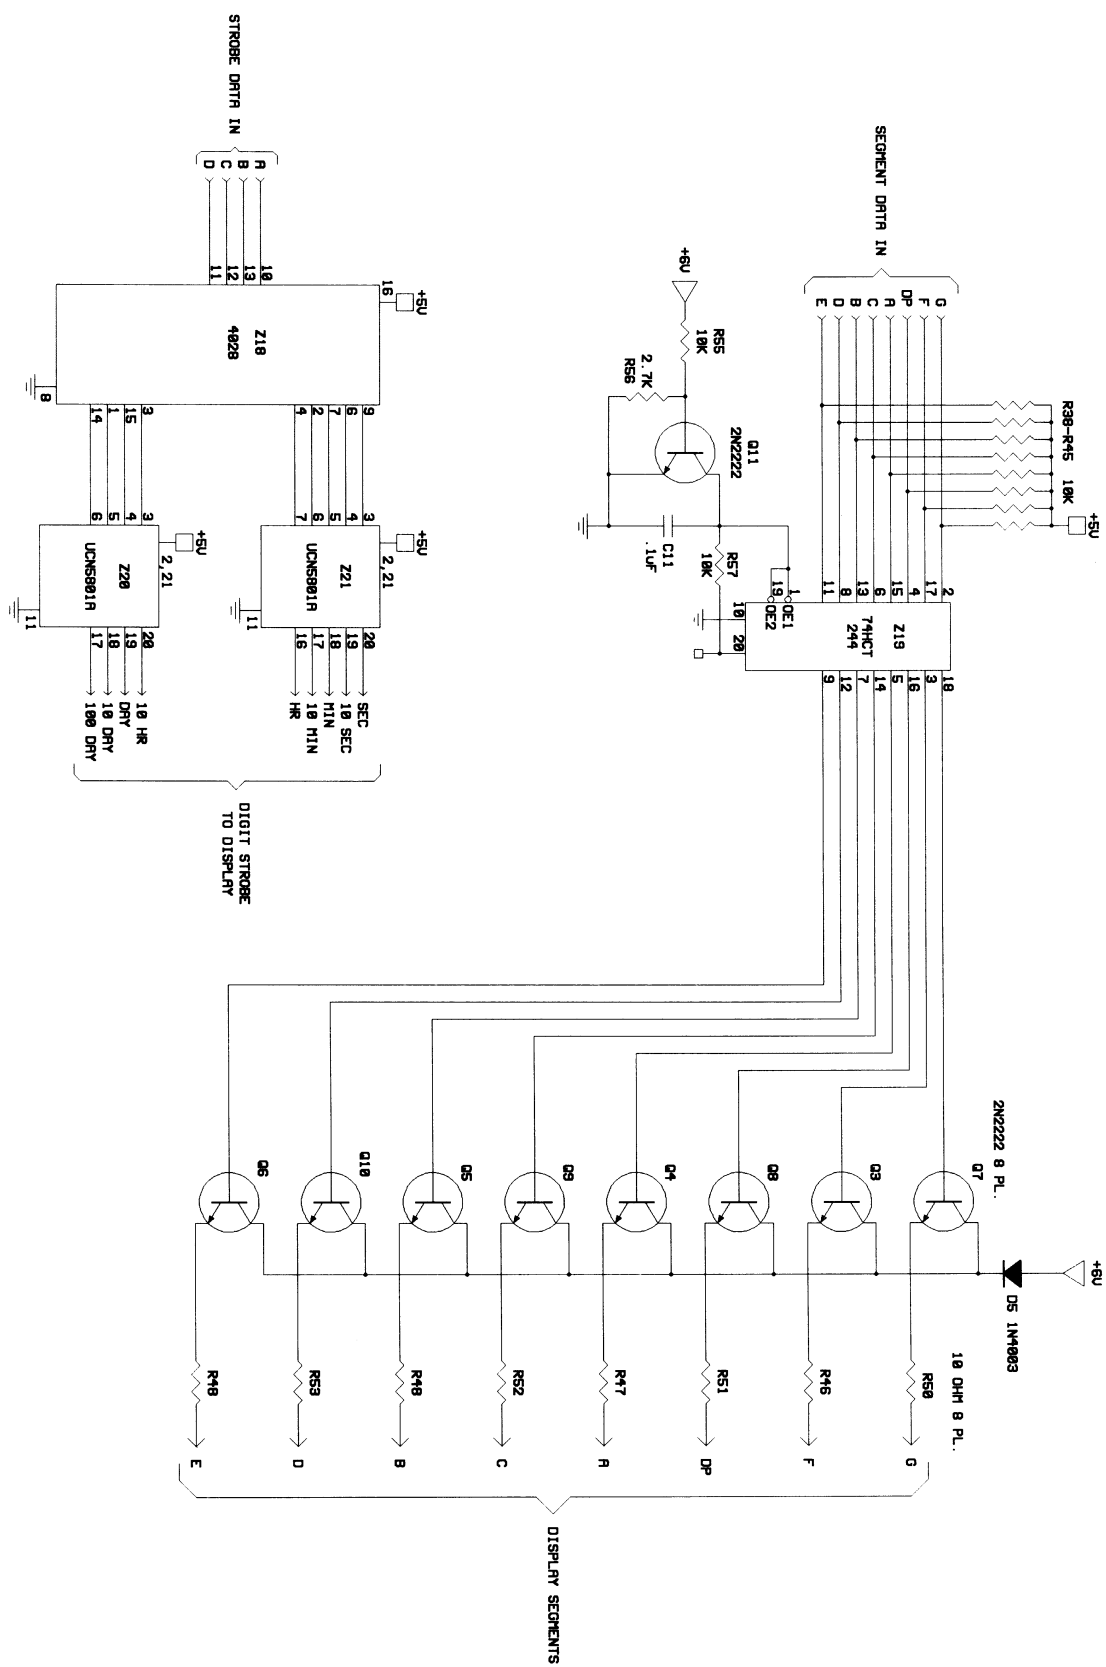 SEGMENT DATA IN
G
F
DP
A
C
B
D
E
R38-R45
10K
+5V
2
17
4
15
6
13
8
11
Z19
74HCT
244
18
3
16
5
14
7
12
9
1
19
OE1
OE2
10
20
+6V
R55
10K
2.7K
R56
Q11
2N2222
C11
.1uF
R57
10K
STROBE DATA IN
A
B
C
D
10
13
12
11
16
+5V
Z18
4028
8
9
6
7
2
4
3
15
1
14
3
4
5
6
7
+5V
2,21
Z21
UCN5801A
11
20
19
18
17
16
SEC
10 SEC
MIN
10 MIN
HR
3
4
5
6
+5V
2,21
Z20
UCN5801A
11
20
19
18
17
10 HR
DAY
10 DAY
100 DAY
DIGIT STROBE
TO DISPLAY
2N2222 8 PL.
Q7
Q3
Q8
Q4
Q9
Q5
Q10
Q6
+6V
D5 1N4003
10 OHM 8 PL.
R50
R46
R51
R47
R52
R48
R53
R48
G
F
DP
A
C
B
D
E
DISPLAY SEGMENTS